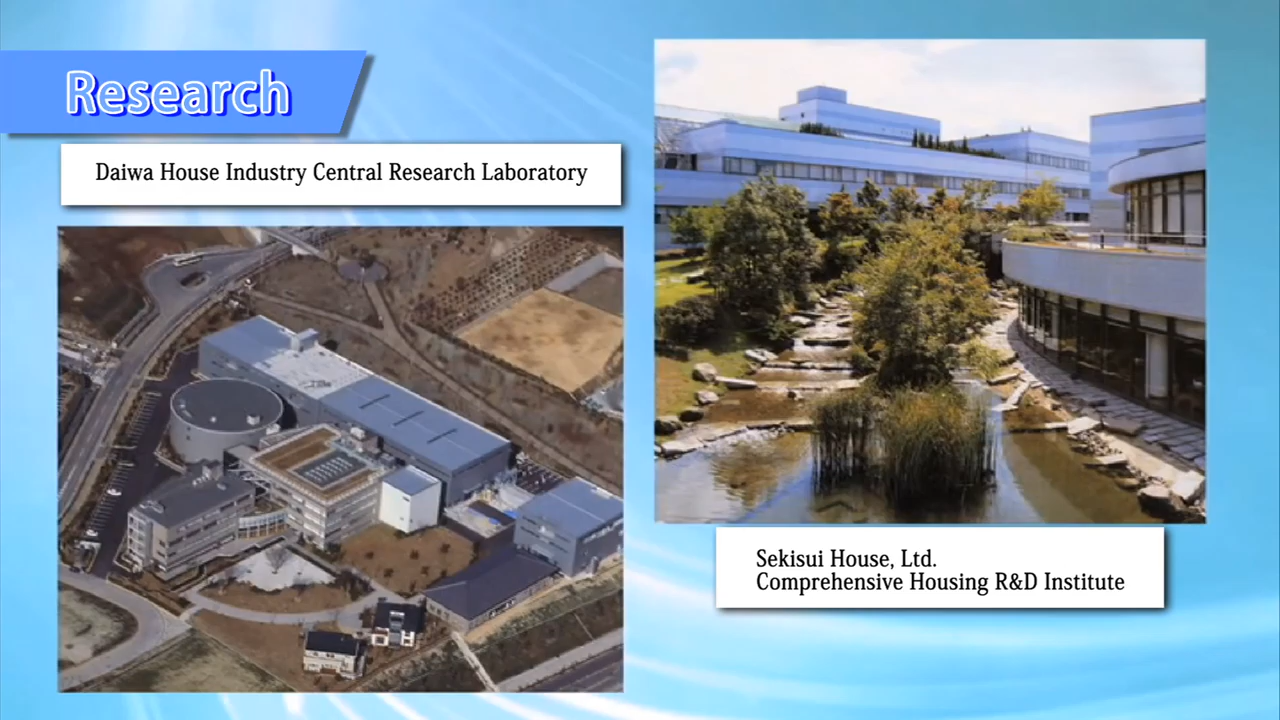 Research
Daiwa House Industry Central Research Laboratory
Sekisui House, Ltd.
Comprehensive Housing R&D Institute